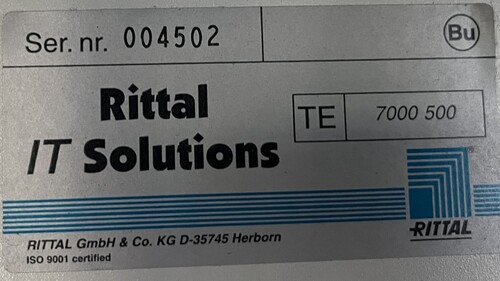 Ser. nr. 004502
Bu
Rittal
IT Solutions
TE 7000 500
RITTAL
RITTAL GmbH & Co. KG D-35745 Herborn
ISO 9001 certified